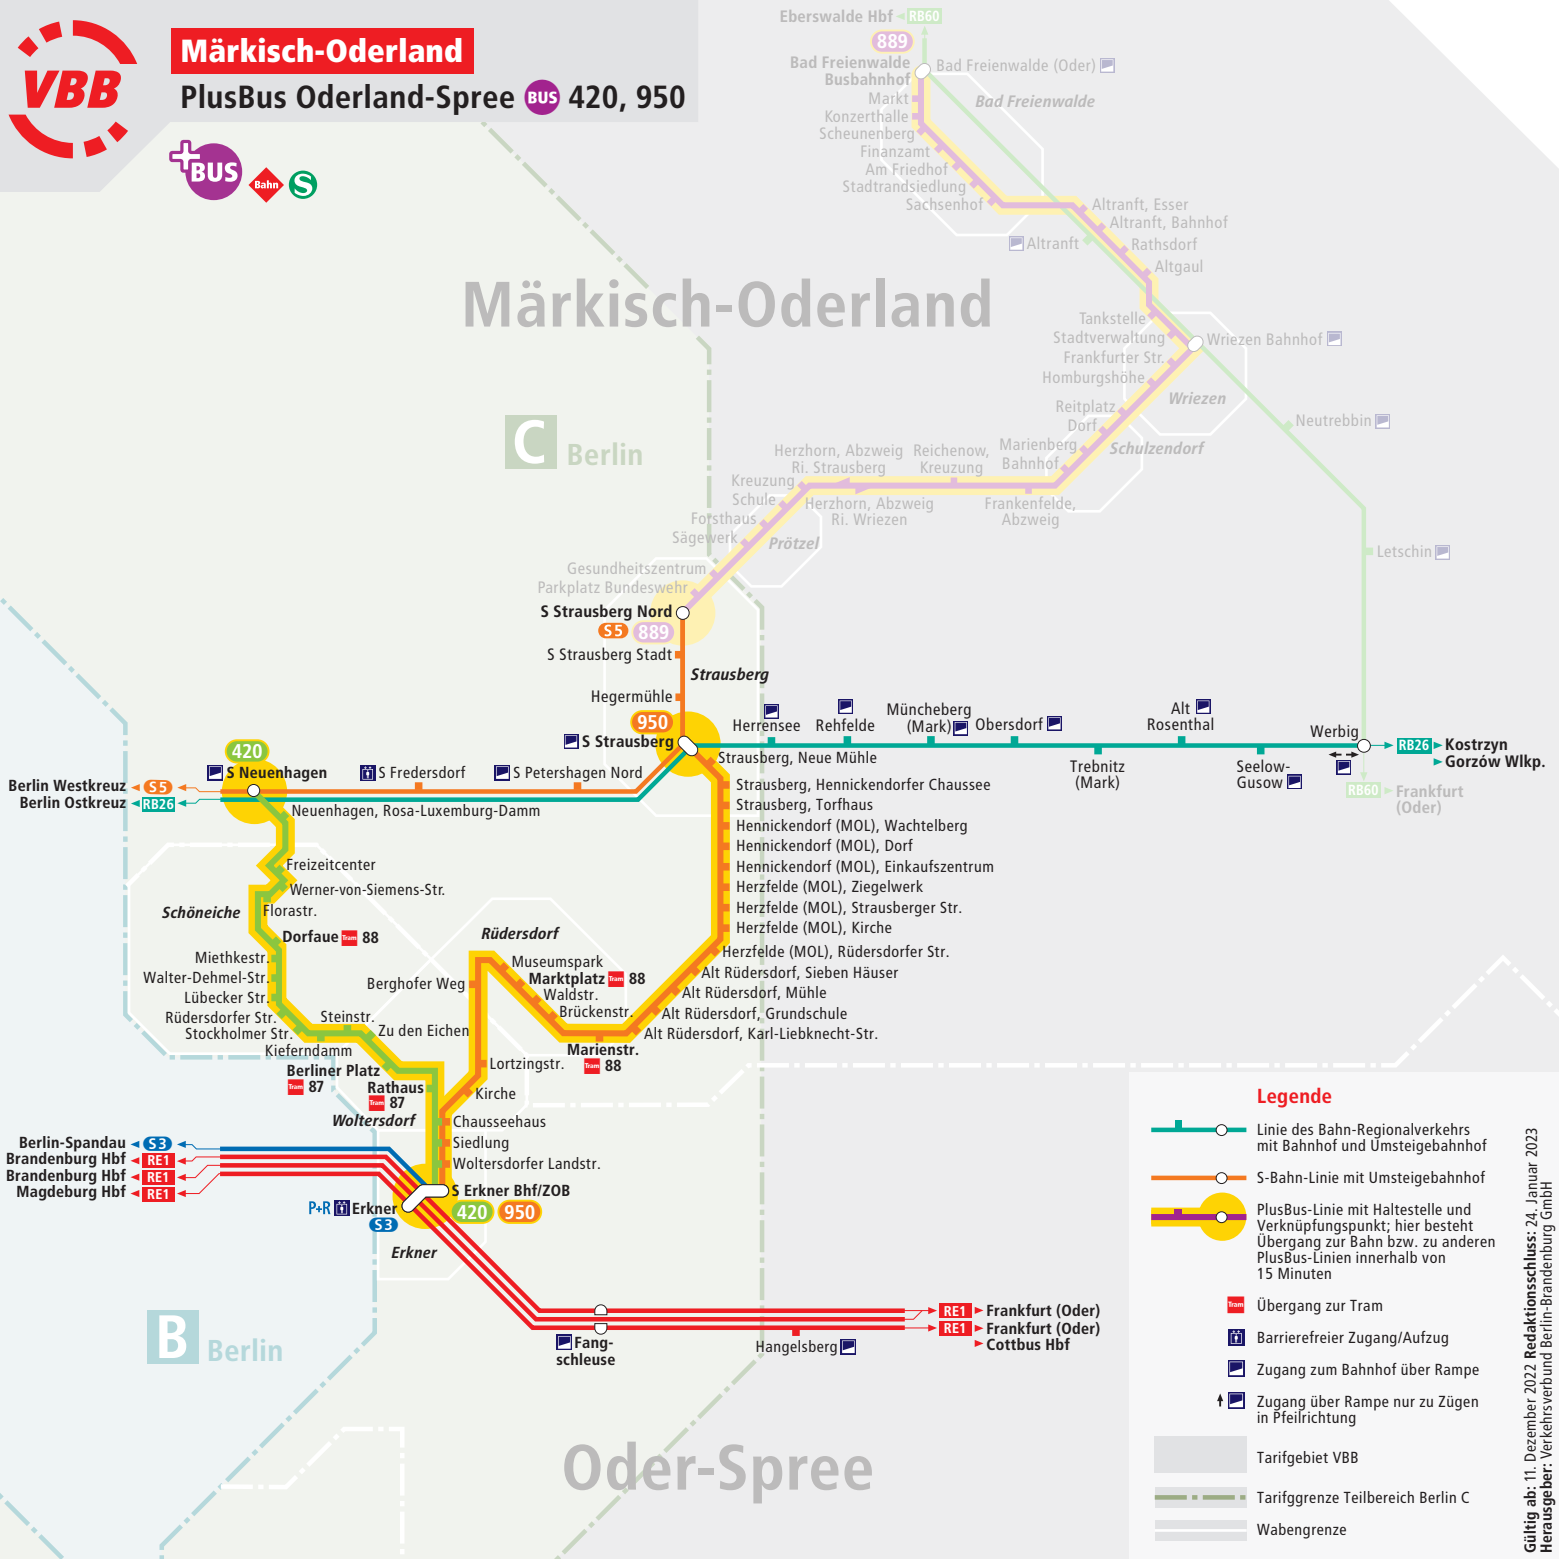 VBB
Märkisch-Oderland
PlusBus Oderland-Spree BUS 420, 950
+BUS Bahn S
Eberswalde Hbf RB60
889
Bad Freienwalde
Busbahnhof
Bad Freienwalde (Oder)
Bad Freienwalde
Markt
Konzerthalle
Scheunenberg
Finanzamt
Am Friedhof
Stadtrandsiedlung
Sachsenhof
Altranft, Esser
Altranft, Bahnhof
Altranft
Rathsdorf
Altgaul
Märkisch-Oderland
Tankstelle
Stadtverwaltung
Wriezen Bahnhof
Frankfurter Str.
Homburgshöhe
Wriezen
Reitplatz
Dorf
Neutrebbin
C Berlin
Marienberg
Bahnhof
Schulzendorf
Herzhorn, Abzweig
Ri. Strausberg
Reichenow,
Kreuzung
Kreuzung
Schule
Herzhorn, Abzweig
Ri. Wriezen
Frankenfelde,
Abzweig
Forsthaus
Sägewerk
Prötzel
Letschin
Gesundheitszentrum
Parkplatz Bundeswehr
S Strausberg Nord
S5 889
S Strausberg Stadt
Strausberg
Hegermühle
950
S Strausberg
Herrensee
Rehfelde
Müncheberg
(Mark)
Obersdorf
Alt
Rosenthal
Werbig
RB26 Kostrzyn
Gorzów Wlkp.
Strausberg, Neue Mühle
Trebnitz
(Mark)
Seelow-
Gusow
RB60 Frankfurt
(Oder)
420
S Neuenhagen
S Fredersdorf
S Petershagen Nord
Berlin Westkreuz S5
Berlin Ostkreuz RB26
Neuenhagen, Rosa-Luxemburg-Damm
Strausberg, Hennickendorfer Chaussee
Strausberg, Torfhaus
Hennickendorf (MOL), Wachtelberg
Hennickendorf (MOL), Dorf
Hennickendorf (MOL), Einkaufszentrum
Herzfelde (MOL), Ziegelwerk
Herzfelde (MOL), Strausberger Str.
Herzfelde (MOL), Kirche
Herzfelde (MOL), Rüdersdorfer Str.
Alt Rüdersdorf, Sieben Häuser
Alt Rüdersdorf, Mühle
Alt Rüdersdorf, Grundschule
Alt Rüdersdorf, Karl-Liebknecht-Str.
Freizeitcenter
Werner-von-Siemens-Str.
Schöneiche
Florastr.
Dorfaue Tram 88
Miethkestr.
Walter-Dehmel-Str.
Lübecker Str.
Rüdersdorfer Str.
Stockholmer Str.
Steinstr.
Kieferndamm
Zu den Eichen
Berliner Platz
Tram 87
Rathaus
Tram 87
Woltersdorf
Rüdersdorf
Museumspark
Marktplatz Tram 88
Waldstr.
Brückenstr.
Berghofer Weg
Marienstr.
Tram 88
Lortzingstr.
Kirche
Chausseehaus
Siedlung
Woltersdorfer Landstr.
S Erkner Bhf/ZOB
420 950
P+R Erkner
S3
Erkner
Berlin-Spandau S3
Brandenburg Hbf RE1
Brandenburg Hbf RE1
Magdeburg Hbf RE1
B Berlin
Fang-
schleuse
Hangelsberg
RE1 Frankfurt (Oder)
RE1 Frankfurt (Oder)
Cottbus Hbf
Oder-Spree
Legende
Linie des Bahn-Regionalverkehrs
mit Bahnhof und Umsteigebahnhof
S-Bahn-Linie mit Umsteigebahnhof
PlusBus-Linie mit Haltestelle und
Verknüpfungspunkt; hier besteht
Übergang zur Bahn bzw. zu anderen
PlusBus-Linien innerhalb von
15 Minuten
Tram Übergang zur Tram
Barrierefreier Zugang/Aufzug
Zugang zum Bahnhof über Rampe
Zugang über Rampe nur zu Zügen
in Pfeilrichtung
Tarifgebiet VBB
Tarifggrenze Teilbereich Berlin C
Wabengrenze
Gültig ab: 11. Dezember 2022 Redaktionsschluss: 24. Januar 2023
Herausgeber: Verkehrsverbund Berlin-Brandenburg GmbH